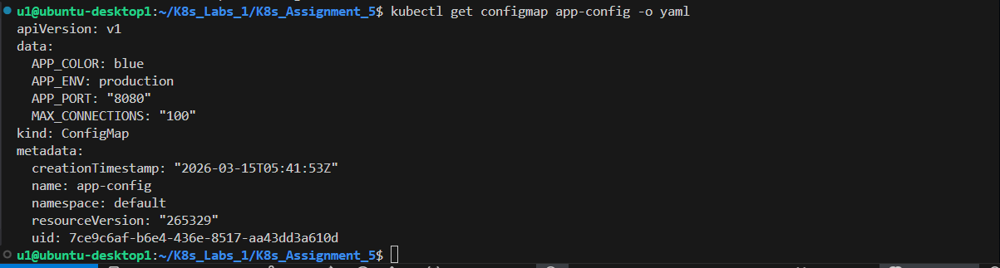 u1@ubuntu-desktop1:~/K8s_Labs_1/K8s_Assignment_5$ kubectl get configmap app-config -o yaml
apiVersion: v1
data:
  APP_COLOR: blue
  APP_ENV: production
  APP_PORT: "8080"
  MAX_CONNECTIONS: "100"
kind: ConfigMap
metadata:
  creationTimestamp: "2026-03-15T05:41:53Z"
  name: app-config
  namespace: default
  resourceVersion: "265329"
  uid: 7ce9c6af-b6e4-436e-8517-aa43dd3a610d
u1@ubuntu-desktop1:~/K8s_Labs_1/K8s_Assignment_5$